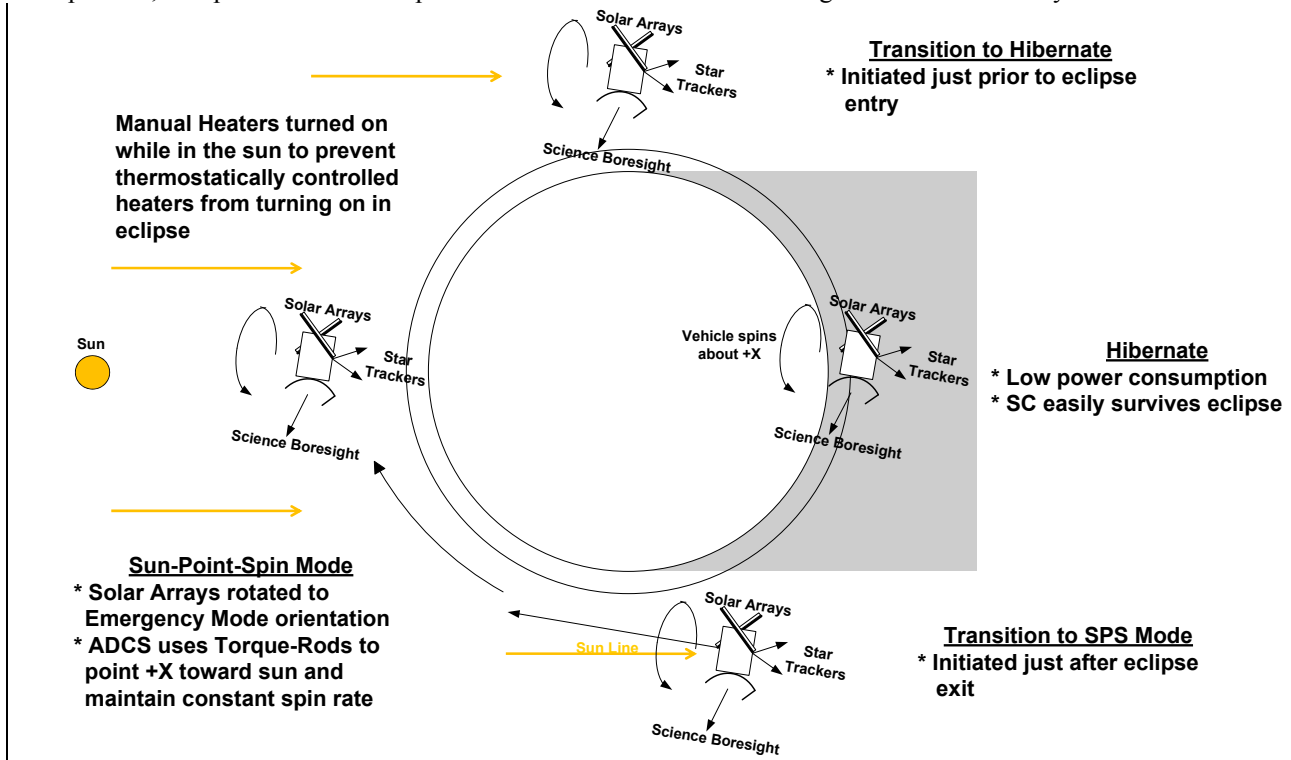 Solar Arrays
Star
Trackers
Science Boresight
Transition to Hibernate
* Initiated just prior to eclipse
entry
Manual Heaters turned on
while in the sun to prevent
thermostatically controlled
heaters from turning on in
eclipse
Sun
Solar Arrays
Star
Trackers
Science Boresight
Vehicle spins
about +X
Solar Arrays
Star
Trackers
Science Boresight
Hibernate
* Low power consumption
* SC easily survives eclipse
Sun-Point-Spin Mode
* Solar Arrays rotated to
Emergency Mode orientation
* ADCS uses Torque-Rods to
point +X toward sun and
maintain constant spin rate
Sun Line
Solar Arrays
Star
Trackers
Science Boresight
Transition to SPS Mode
* Initiated just after eclipse
exit